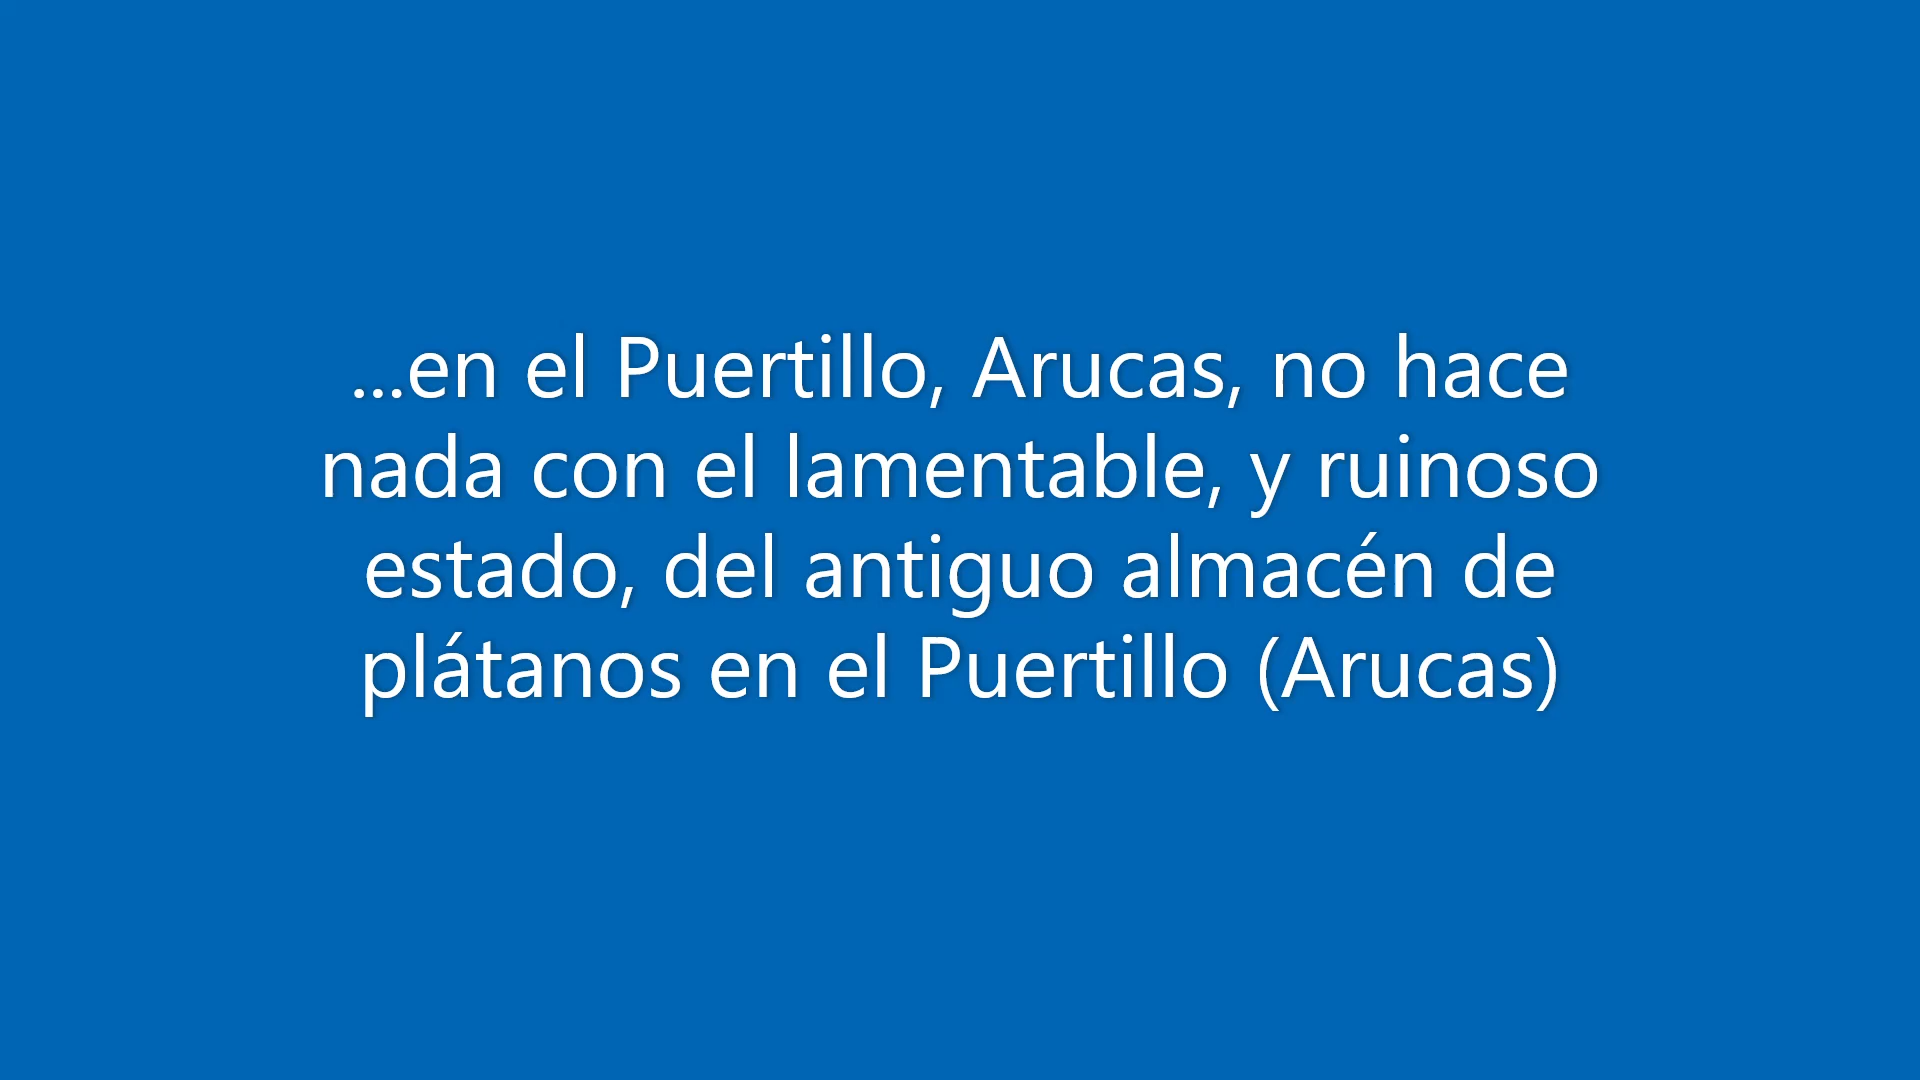 ...en el Puertillo, Arucas, no hace
nada con el lamentable, y ruinoso
estado, del antiguo almacén de
plátanos en el Puertillo (Arucas)